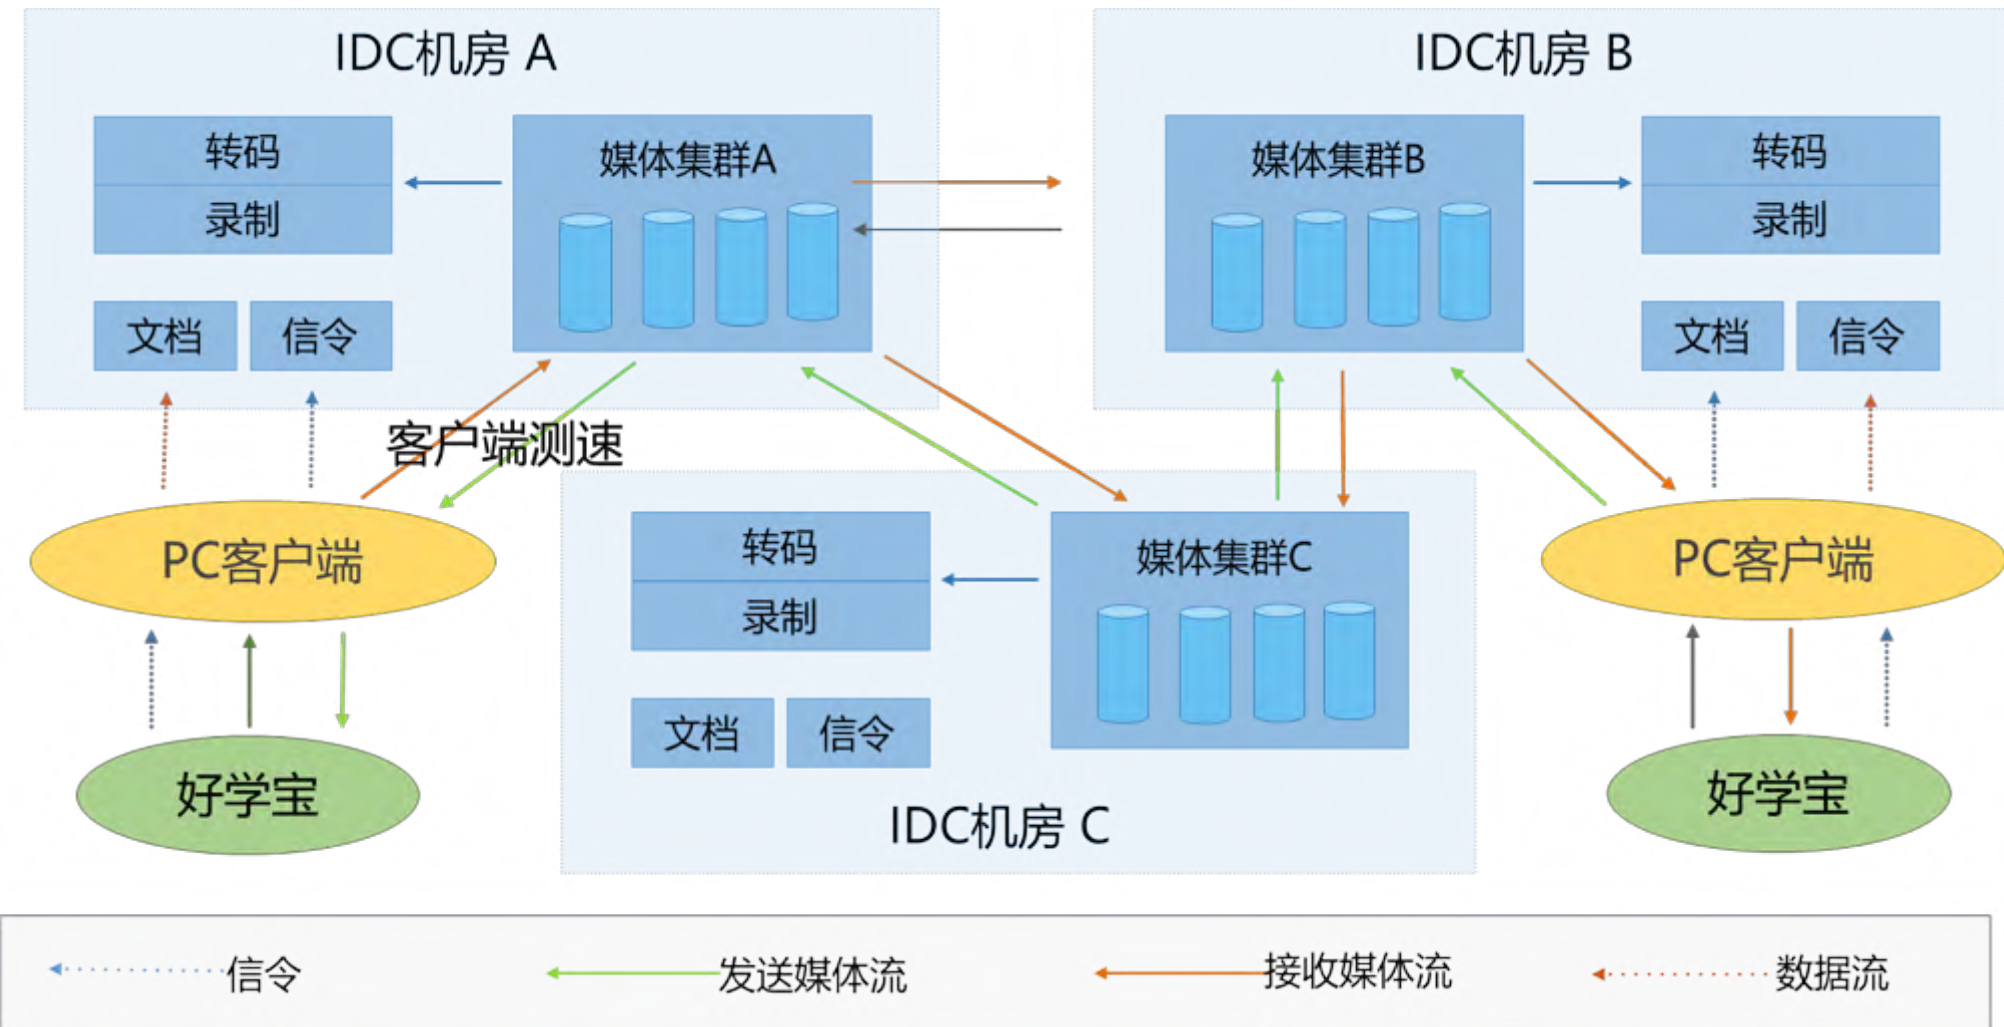 IDC机房 A
IDC机房 B
转码
录制
媒体集群A
媒体集群B
转码
录制
文档
信令
文档
信令
客户端测速
PC客户端
转码
录制
媒体集群C
PC客户端
文档
信令
好学宝
IDC机房 C
好学宝
信令
发送媒体流
接收媒体流
数据流